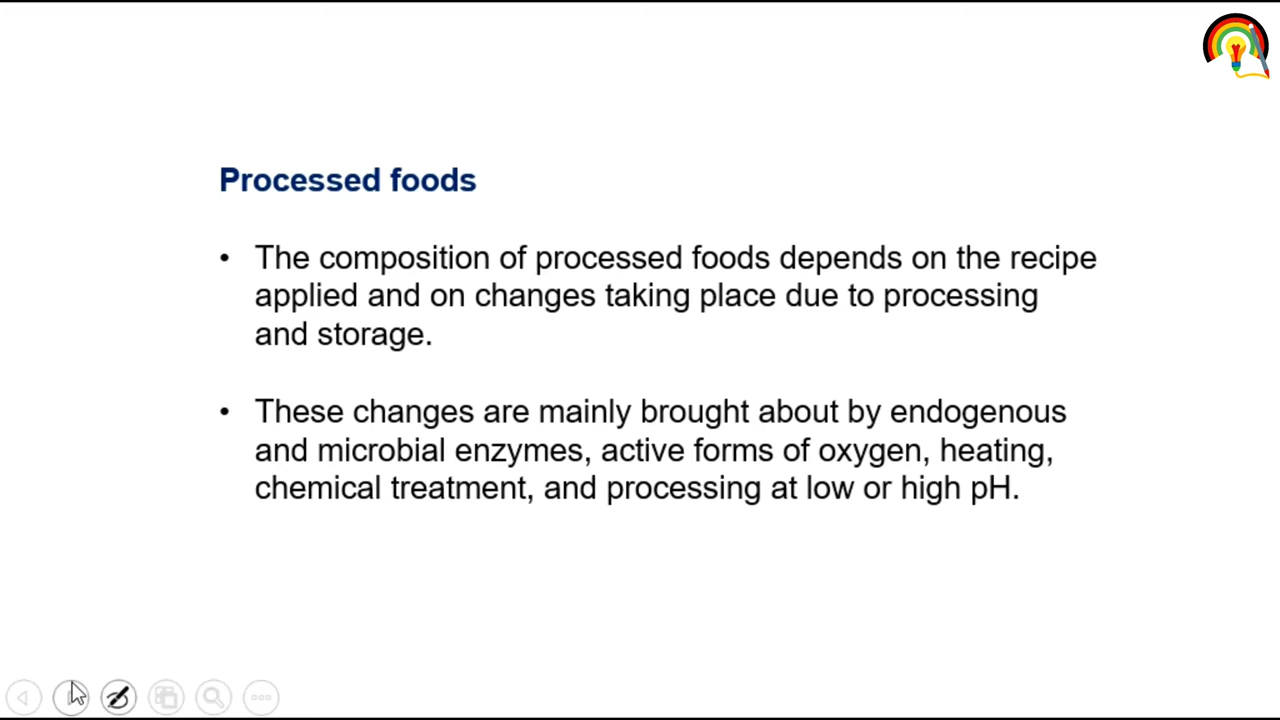 Processed foods
• The composition of processed foods depends on the recipe
applied and on changes taking place due to processing
and storage.
• These changes are mainly brought about by endogenous
and microbial enzymes, active forms of oxygen, heating,
chemical treatment, and processing at low or high pH.